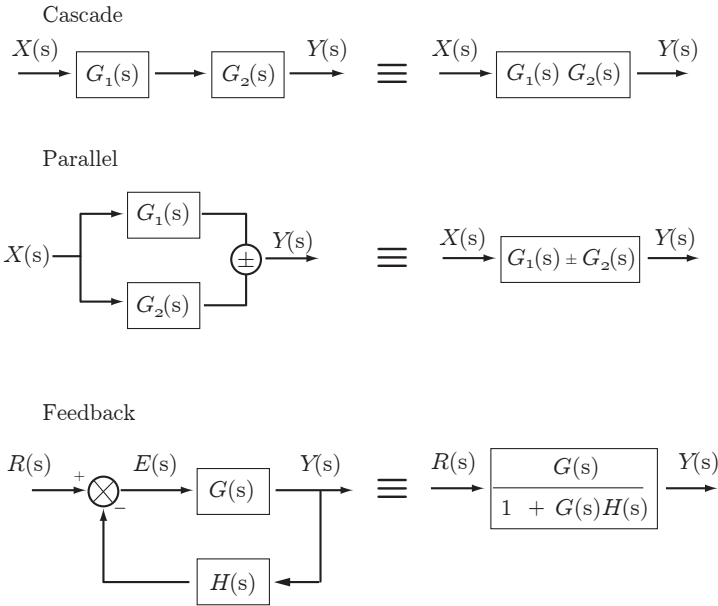 Cascade
X(s) G₁(s) G₂(s) Y(s) ≡ X(s) G₁(s) G₂(s) Y(s)
Parallel
G₁(s)
X(s) ± Y(s) ≡ X(s) G₁(s) ± G₂(s) Y(s)
G₂(s)
Feedback
R(s) + − E(s) G(s) Y(s) ≡ R(s) G(s) Y(s)
1 + G(s)H(s)
H(s)